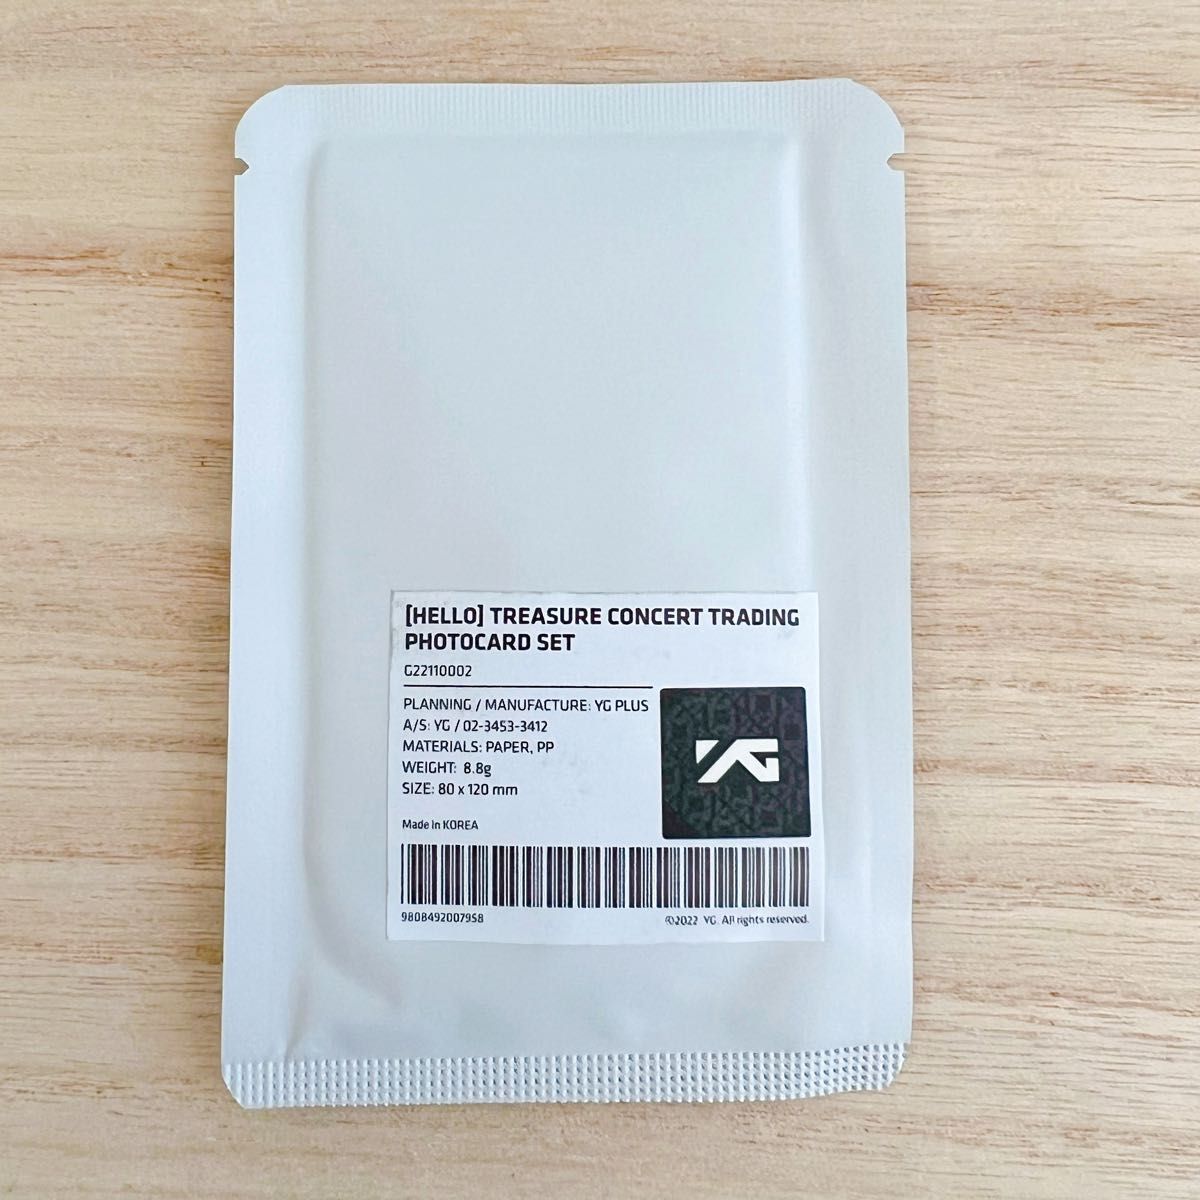 [HELLO] TREASURE CONCERT TRADING
PHOTOCARD SET
G22110002
PLANNING / MANUFACTURE: YG PLUS
A/S: YG / 02-3453-3412
MATERIALS: PAPER, PP
WEIGHT: 8.8g
SIZE: 80 x 120 mm
YG
Made in KOREA
9808492007958
©2022 YG. All rights reserved.